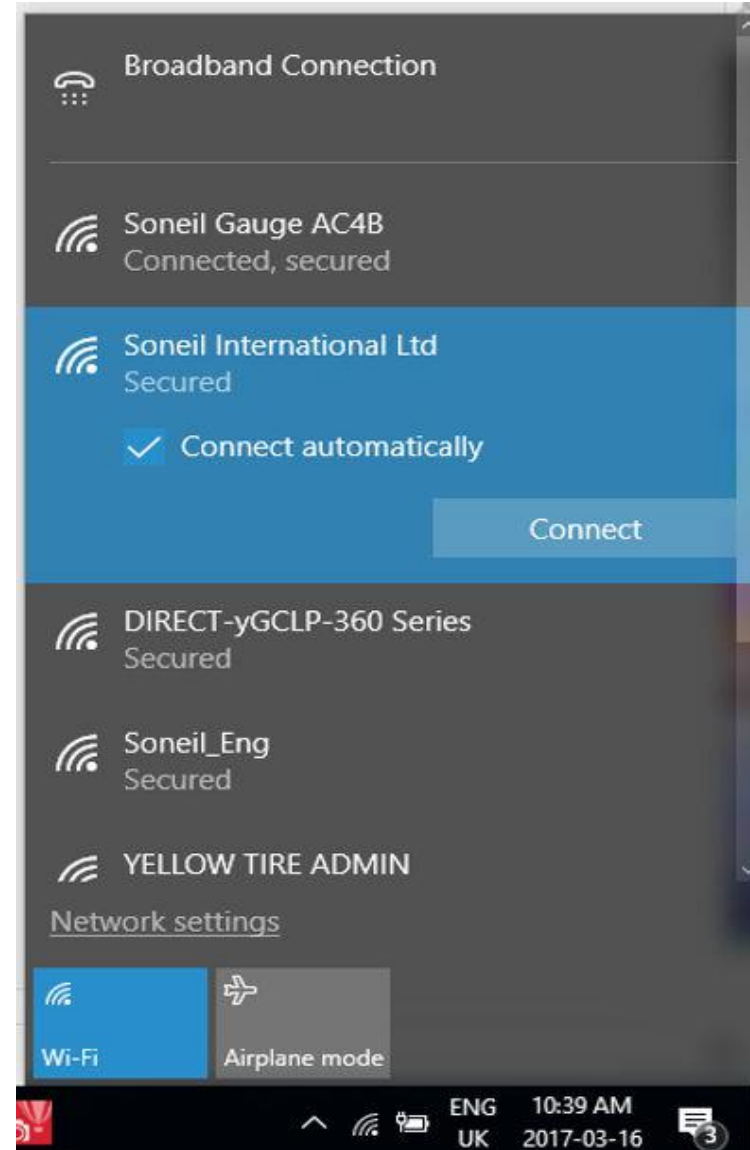 Broadband Connection
Soneil Gauge AC4B
Connected, secured
Soneil International Ltd
Secured
Connect automatically
Connect
DIRECT-yGCLP-360 Series
Secured
Soneil_Eng
Secured
YELLOW TIRE ADMIN
Network settings
Wi-Fi
Airplane mode
ENG
UK
10:39 AM
2017-03-16
3